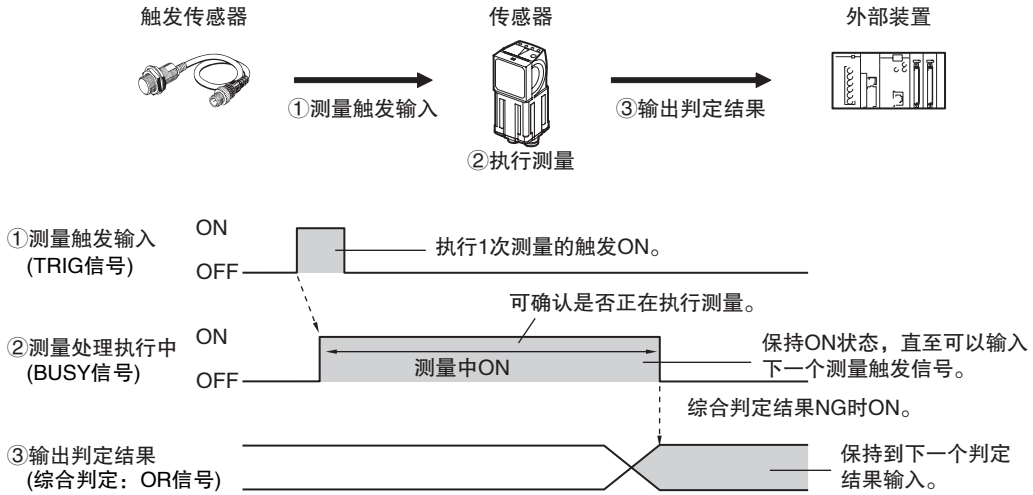 触发传感器
传感器
外部装置
①测量触发输入
③输出判定结果
②执行测量
①测量触发输入
(TRIG信号)
ON
OFF
执行1次测量的触发ON。
可确认是否正在执行测量。
②测量处理执行中
(BUSY信号)
ON
OFF
测量中ON
保持ON状态，直至可以输入
下一个测量触发信号。
综合判定结果NG时ON。
③输出判定结果
(综合判定：OR信号)
保持到下一个判定
结果输入。